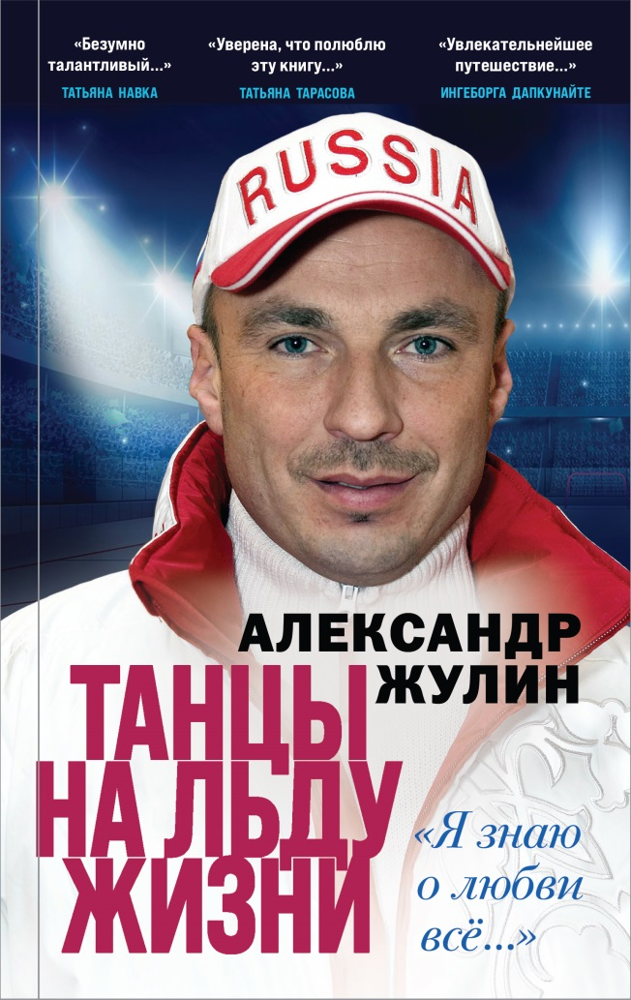 «Безумно
талантливый...»
ТАТЬЯНА НАВКА
«Уверена, что полюблю
эту книгу...»
ТАТЬЯНА ТАРАСОВА
«Увлекательнейшее
путешествие...»
ИНГЕБОРГА ДАПКУНАЙТЕ
RUSSIA
АЛЕКСАНДР
ЖУЛИН
ТАНЦЫ
НА ЛЬДУ
ЖИЗНИ
«Я знаю
о любви
всё...»